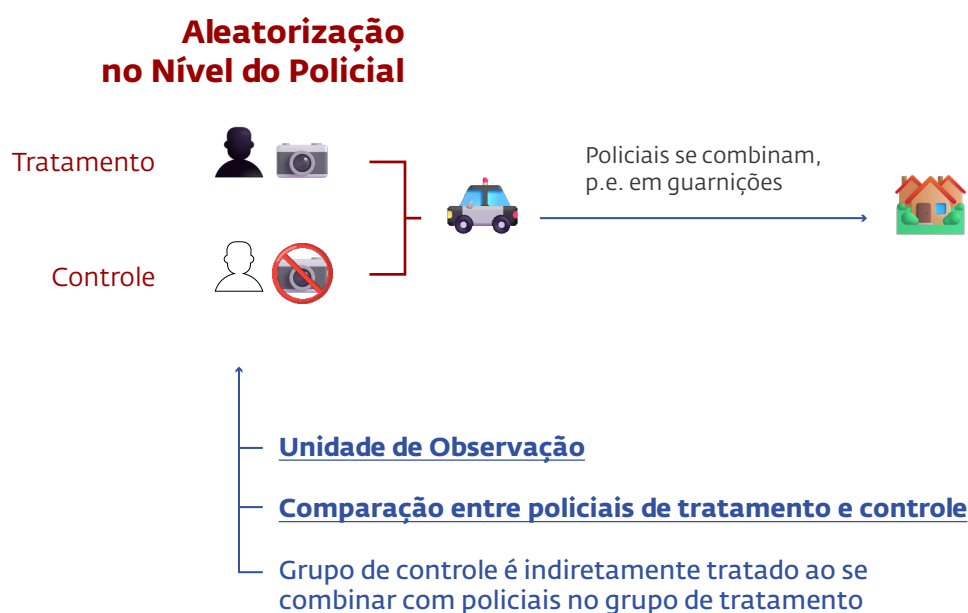 Aleatorização
no Nível do Policial
Tratamento
Policiais se combinam,
p.e. em guarnições
Controle
Unidade de Observação
Comparação entre policiais de tratamento e controle
Grupo de controle é indiretamente tratado ao se
combinar com policiais no grupo de tratamento